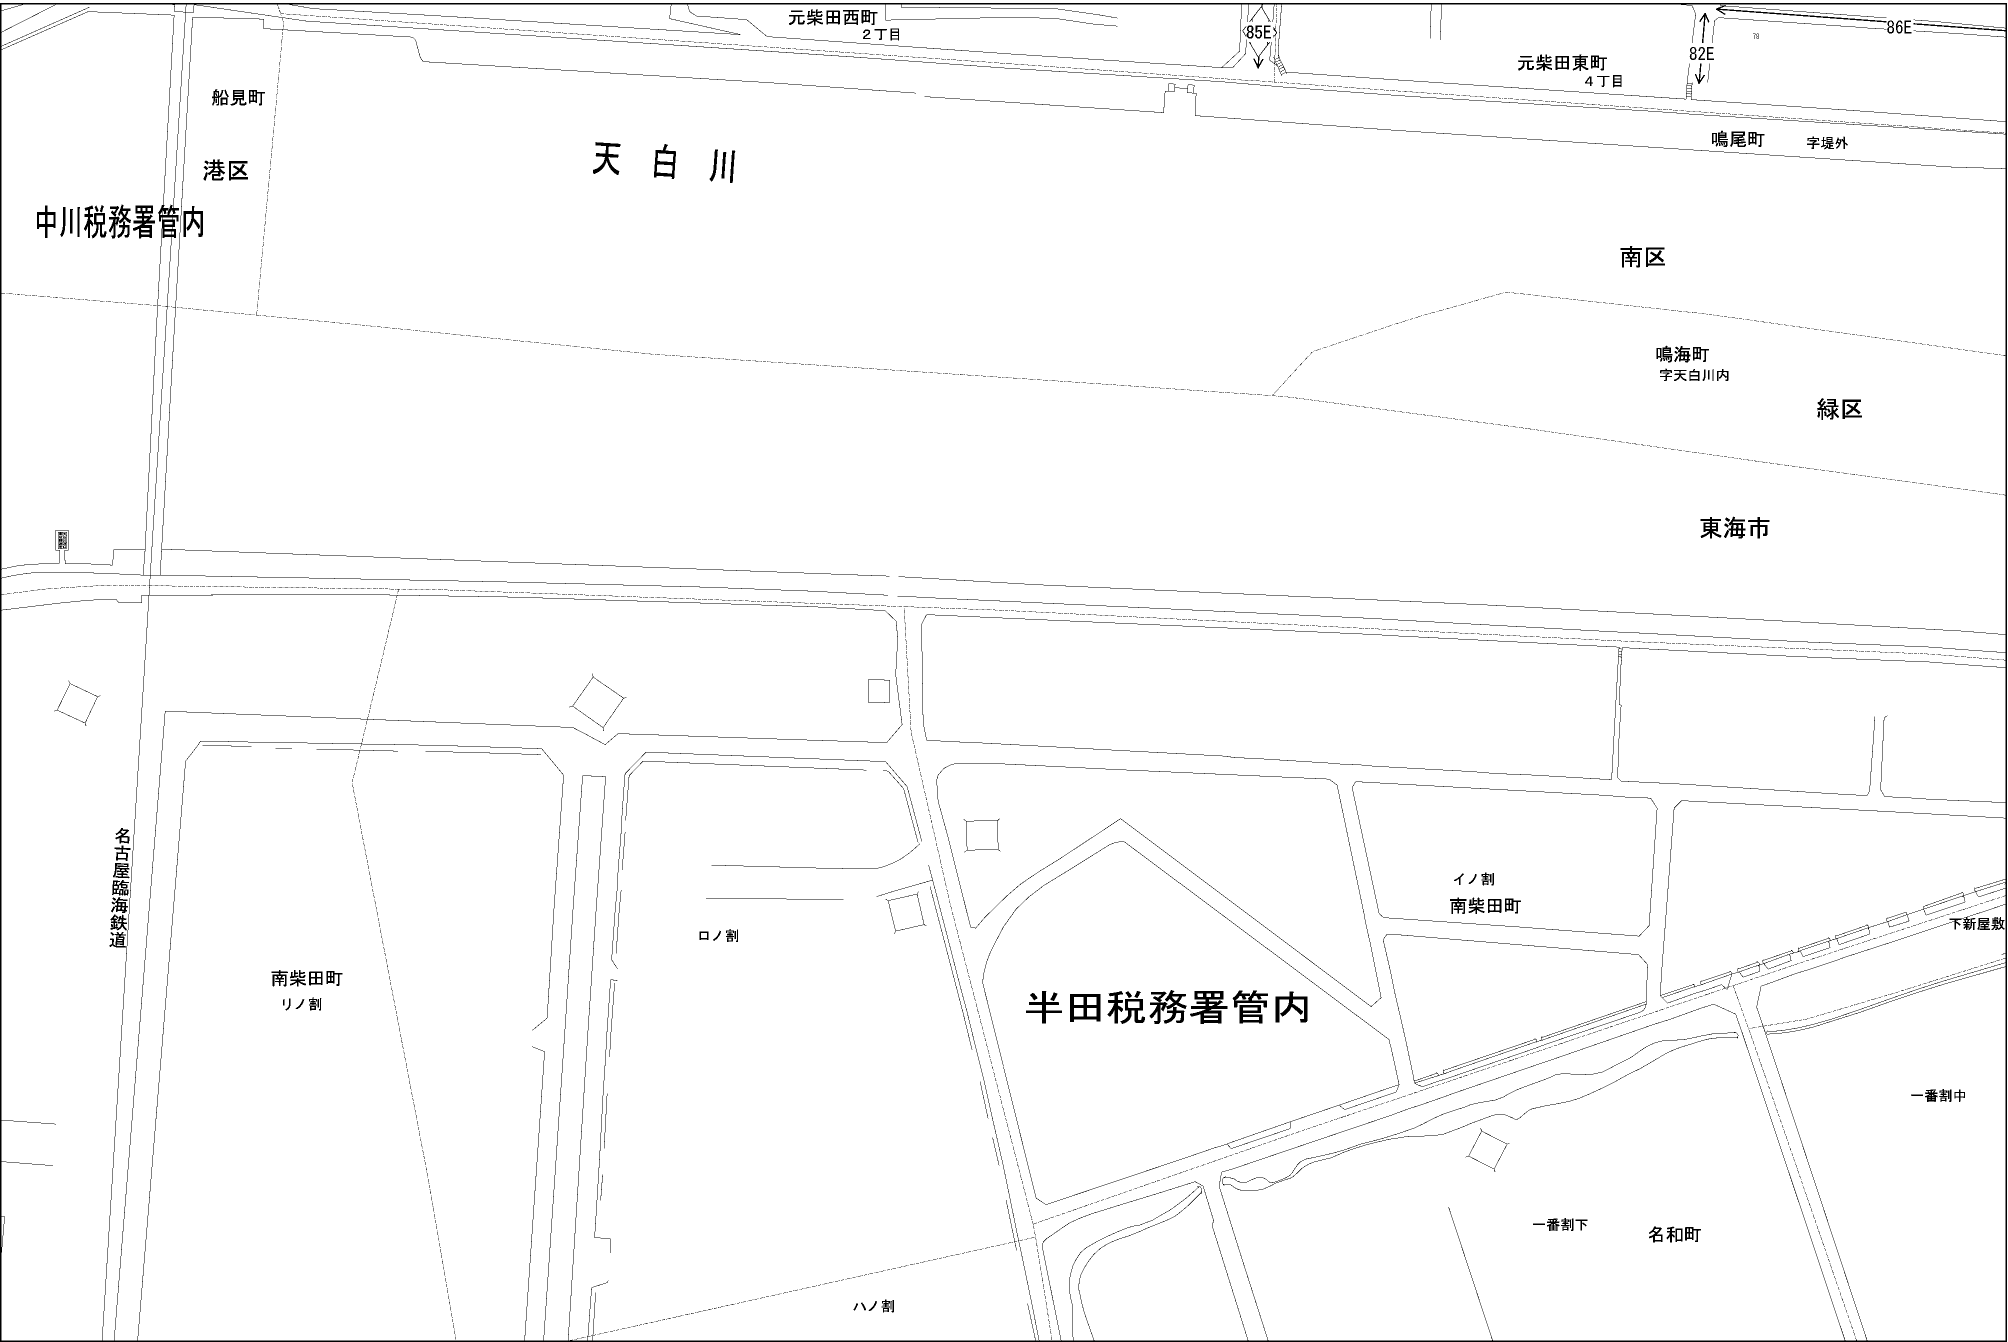 元柴田西町
２丁目
85E
82E
86E
78
元柴田東町
４丁目
船見町
港区
天白川
鳴尾町
字堤外
中川税務署管内
南区
鳴海町
字天白川内
緑区
東海市
名古屋臨海鉄道
イノ割
南柴田町
下新屋敷
ロノ割
南柴田町
リノ割
半田税務署管内
一番割中
一番割下
名和町
ハノ割